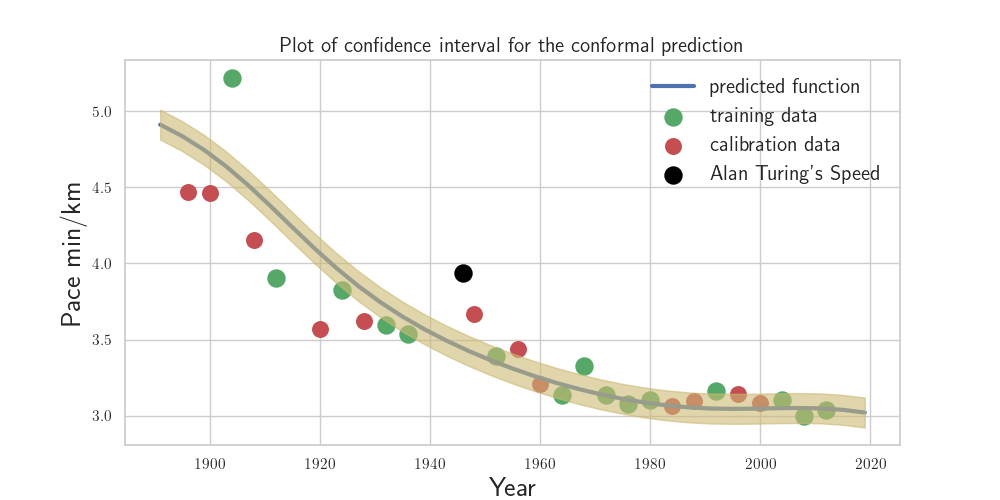 Plot of confidence interval for the conformal prediction
predicted function
training data
calibration data
Alan Turing's Speed
Pace min/km
5.0
4.5
4.0
3.5
3.0
1900 1920 1940 1960 1980 2000 2020
Year